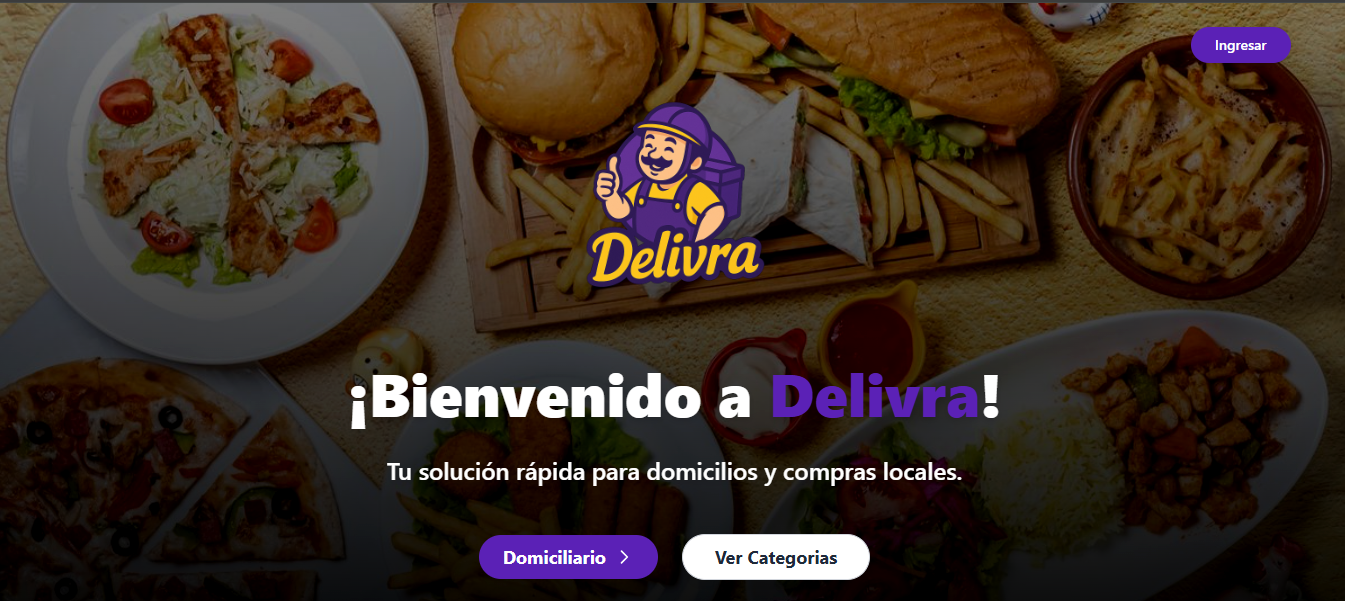 Ingresar
Delivra
¡Bienvenido a Delivra!
Tu solución rápida para domicilios y compras locales.
Domiciliario
Ver Categorias